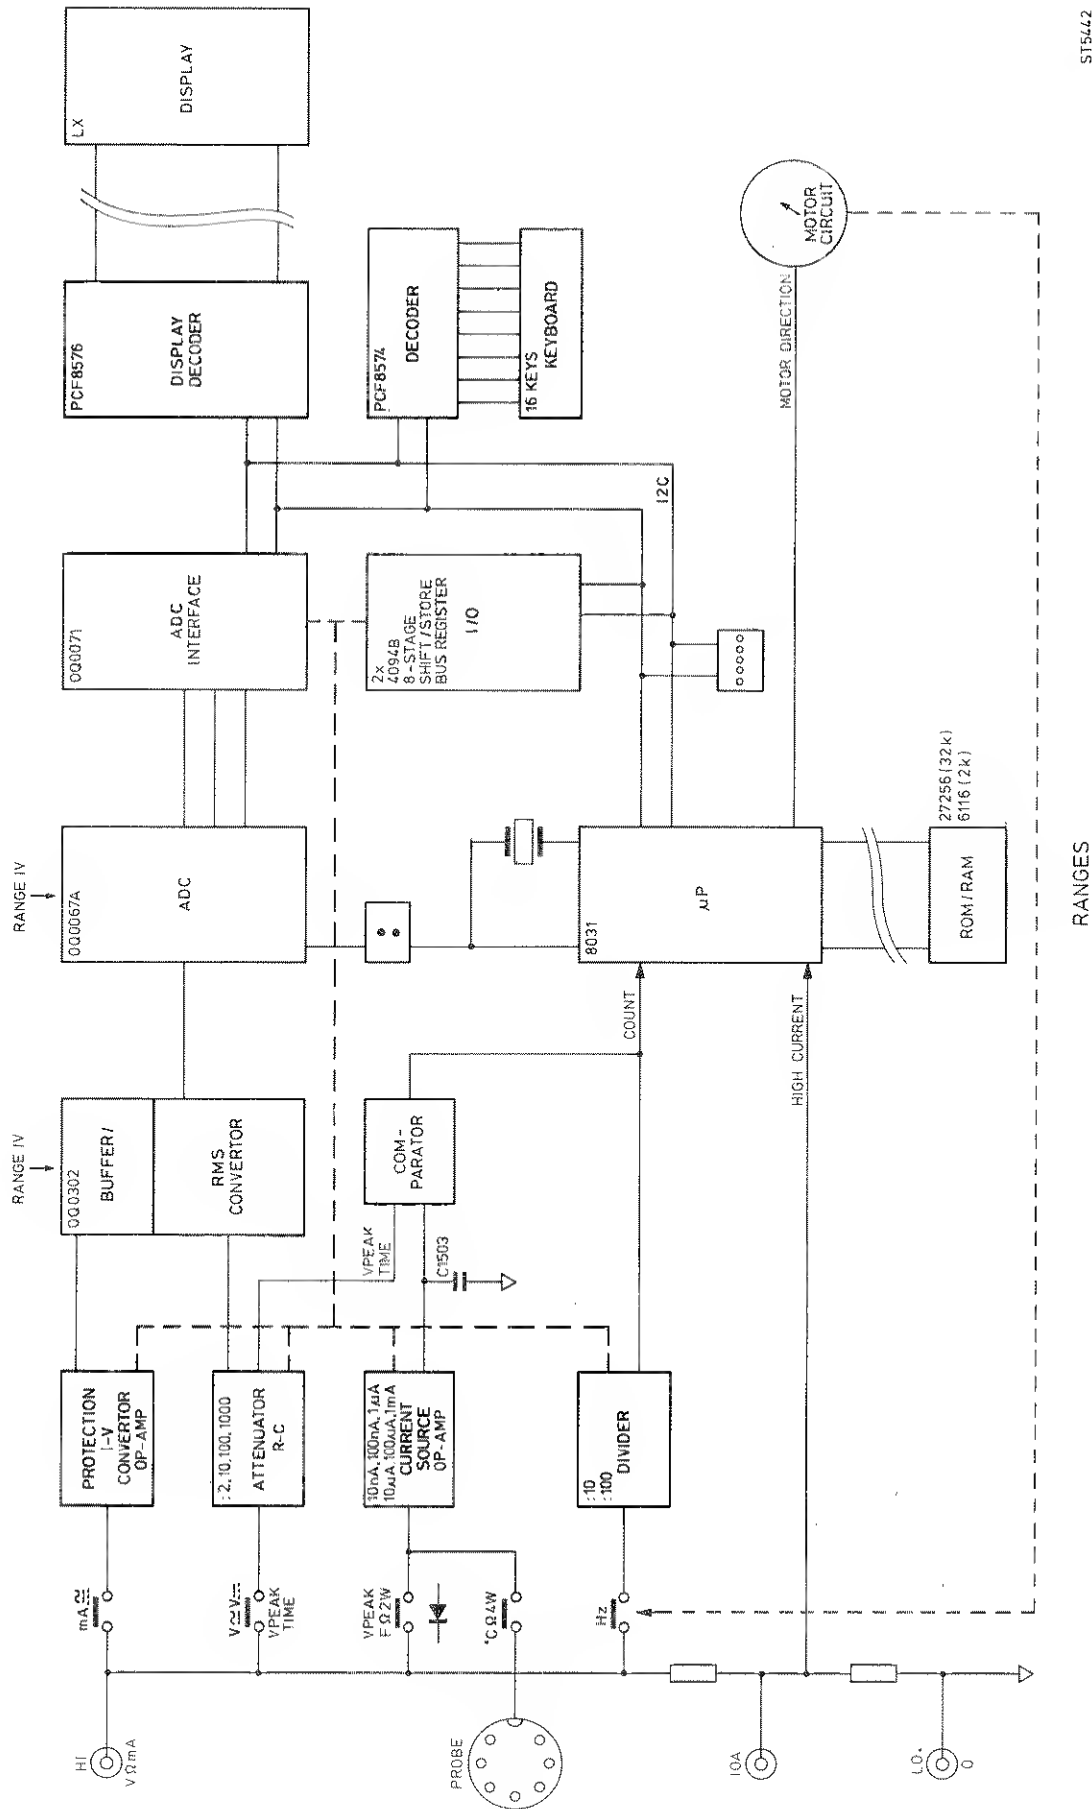 HI
VΩmA
PROBE
10A
LO.
0
mA≂
V≂V⎓
VPEAK
TIME
VPEAK
FΩ2W
°CΩ4W
Hz
PROTECTION
I-V
CONVERTOR
OP-AMP
:2,10,100,1000
ATTENUATOR
R-C
10nA,100nA,1µA
10µA,100µA,1mA
CURRENT
SOURCE
OP-AMP
:10
:100
DIVIDER
RANGE IV
OQ0302
BUFFER/
RMS
CONVERTOR
VPEAK
TIME
C1503
COM-
PARATOR
COUNT
HIGH CURRENT
RANGE IV
OQ0067A
ADC
8031
µP
ROM/RAM
27256 (32k)
6116 (2k)
OQ0071
ADC
INTERFACE
2x
4094B
8-STAGE
SHIFT/STORE
BUS REGISTER
I/O
I2C
PCF8576
DISPLAY
DECODER
PCF8574
DECODER
16 KEYS
KEYBOARD
LX
DISPLAY
MOTOR DIRECTION
MOTOR
CIRCUIT
RANGES
ST5442